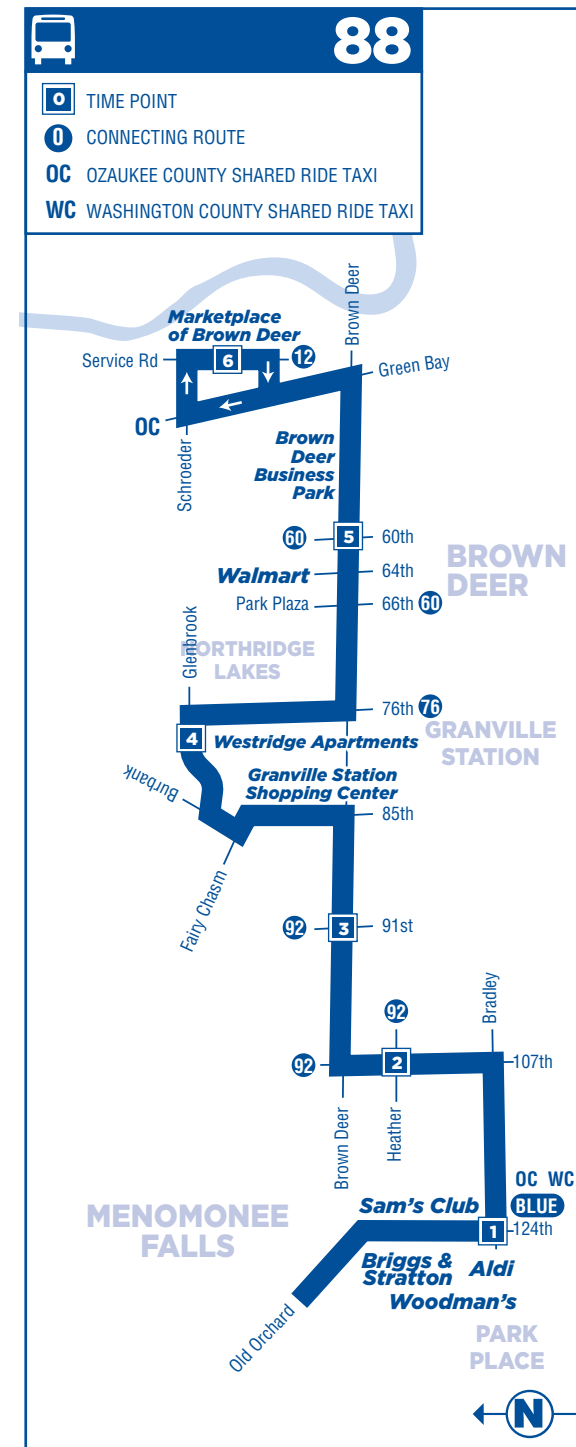 88
0 TIME POINT
0 CONNECTING ROUTE
OC OZAUKEE COUNTY SHARED RIDE TAXI
WC WASHINGTON COUNTY SHARED RIDE TAXI
Brown Deer
Marketplace
of Brown Deer
Service Rd
6
12
Green Bay
OC
Schroeder
Brown
Deer
Business
Park
60
5
60th
BROWN
DEER
Walmart
64th
Park Plaza
66th 60
Glenbrook
NORTHRIDGE
LAKES
76th 76
GRANVILLE
STATION
4
Westridge Apartments
Burbank
Granville Station
Shopping Center
85th
Fairy Chasm
92
3
91st
92
Bradley
92
2
107th
Brown Deer
Heather
OC WC
BLUE
MENOMONEE
FALLS
Sam's Club
1
124th
Briggs &
Stratton
Aldi
Woodman's
Old Orchard
PARK
PLACE
N